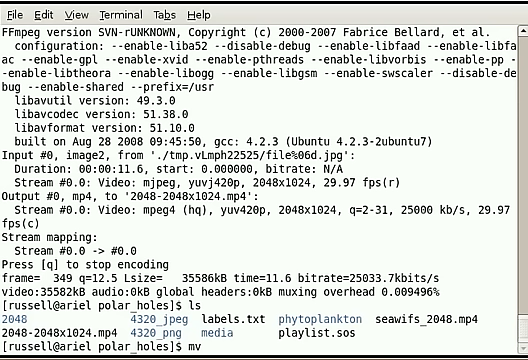 File Edit View Terminal Tabs Help
FFmpeg version SVN-rUNKNOWN, Copyright (c) 2000-2007 Fabrice Bellard, et al.
  configuration: --enable-liba52 --disable-debug --enable-libfaad --enable-libfa
ac --enable-gpl --enable-xvid --enable-pthreads --enable-libvorbis --enable-pp -
-enable-libtheora --enable-libogg --enable-libgsm --enable-swscaler --disable-de
bug --enable-shared --prefix=/usr
  libavutil version: 49.3.0
  libavcodec version: 51.38.0
  libavformat version: 51.10.0
  built on Aug 28 2008 09:45:50, gcc: 4.2.3 (Ubuntu 4.2.3-2ubuntu7)
Input #0, image2, from './tmp.vLmph22525/file%06d.jpg':
  Duration: 00:00:11.6, start: 0.000000, bitrate: N/A
  Stream #0.0: Video: mjpeg, yuvj420p, 2048x1024, 29.97 fps(r)
Output #0, mp4, to '2048-2048x1024.mp4':
  Stream #0.0: Video: mpeg4 (hq), yuv420p, 2048x1024, q=2-31, 25000 kb/s, 29.97
fps(c)
Stream mapping:
  Stream #0.0 -> #0.0
Press [q] to stop encoding
frame=  349 q=12.5 Lsize=   35586kB time=11.6 bitrate=25033.7kbits/s
video:35582kB audio:0kB global headers:0kB muxing overhead 0.009496%
[russell@ariel polar_holes]$ ls
2048 4320_jpeg labels.txt phytoplankton seawifs_2048.mp4
2048-2048x1024.mp4 4320_png media playlist.sos
[russell@ariel polar_holes]$ mv